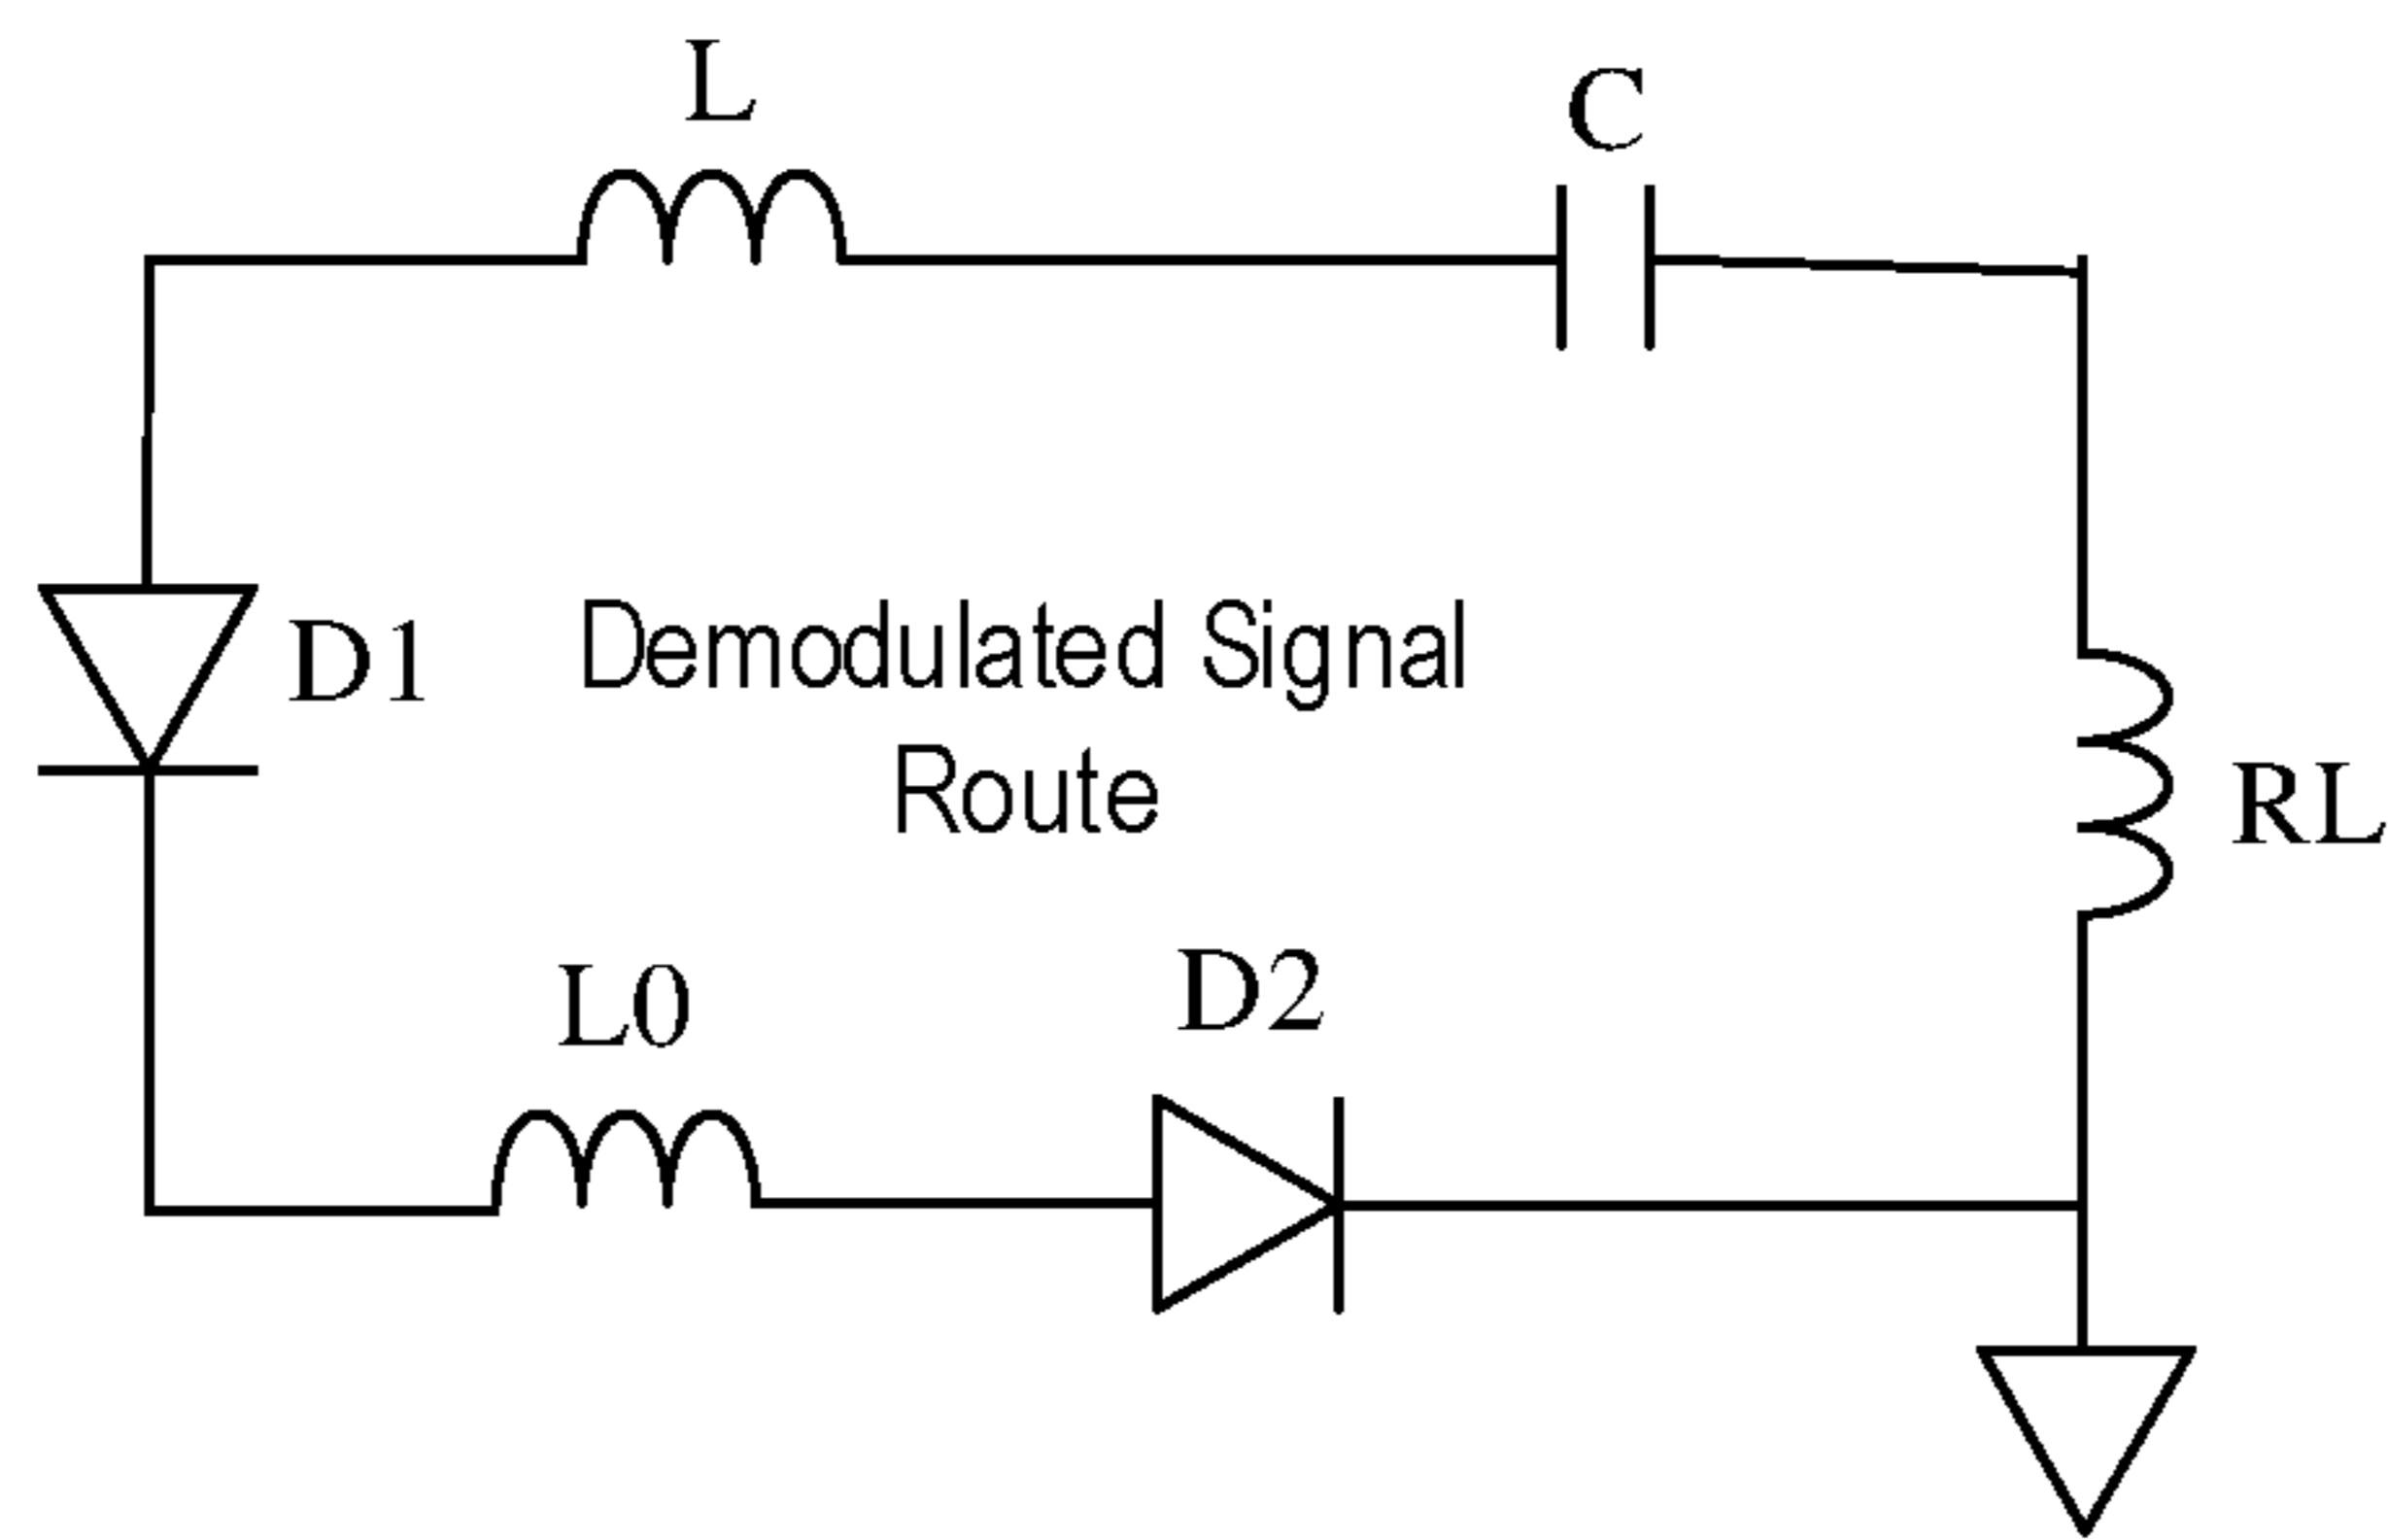 L
C
D1
Demodulated Signal
Route
RL
L0
D2